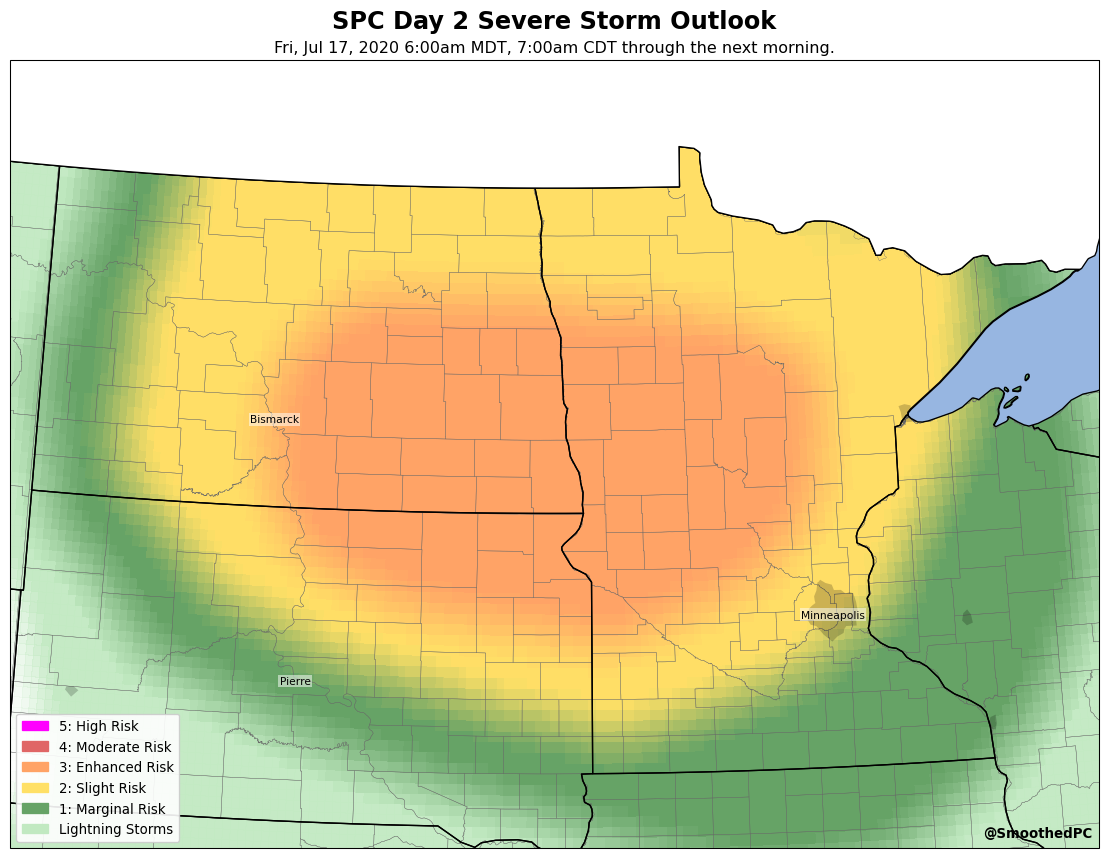 SPC Day 2 Severe Storm Outlook
Fri, Jul 17, 2020 6:00am MDT, 7:00am CDT through the next morning.
Bismarck
Minneapolis
Pierre
5: High Risk
4: Moderate Risk
3: Enhanced Risk
2: Slight Risk
1: Marginal Risk
Lightning Storms
@SmoothedPC